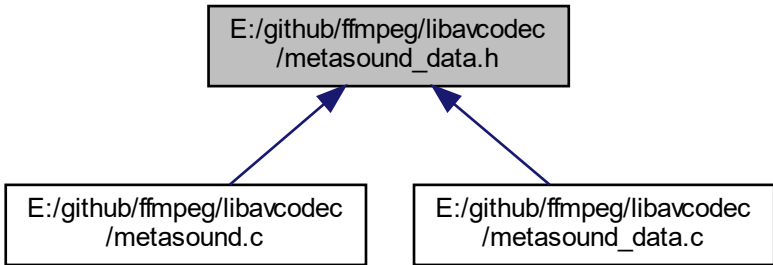 E:/github/ffmpeg/libavcodec
/metasound_data.h
E:/github/ffmpeg/libavcodec
/metasound.c
E:/github/ffmpeg/libavcodec
/metasound_data.c